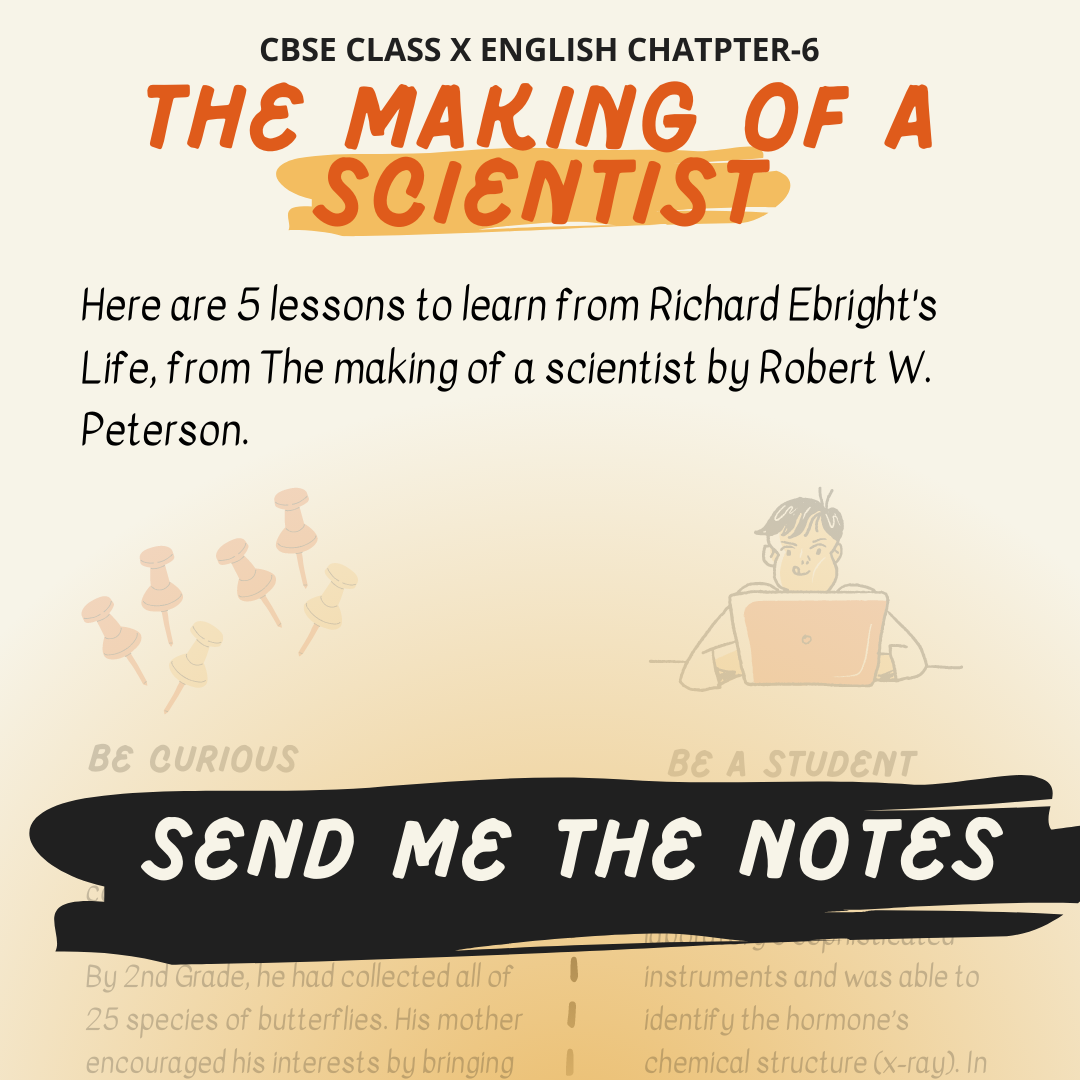 CBSE CLASS X ENGLISH CHATPTER-6
THE MAKING OF A
SCIENTIST
Here are 5 lessons to learn from Richard Ebright's
Life, from The making of a scientist by Robert W.
Peterson.
BE CURIOUS
BE A STUDENT
SEND ME THE NOTES
sophisticated
By 2nd Grade, he had collected all of
25 species of butterflies. His mother
encouraged his interests by bringing
instruments and was able to
identify the hormone's
chemical structure (x-ray). In